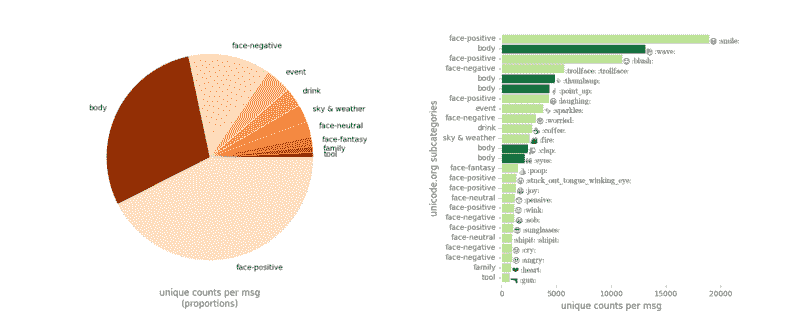 face-negative
event
drink
sky & weather
face-neutral
face-fantasy
family
tool
body
face-positive
unique counts per msg
(proportions)
unicode.org subcategories
face-positive :smile:
body :wave:
face-positive :blush:
face-negative :trollface: :trollface:
body :thumbsup:
body :point_up:
face-positive :laughing:
event :sparkles:
face-negative :worried:
drink :coffee:
sky & weather :fire:
body :clap:
body :eyes:
face-fantasy :poop:
face-positive :stuck_out_tongue_winking_eye:
face-positive :joy:
face-neutral :pensive:
face-positive :wink:
face-negative :sob:
face-positive :sunglasses:
face-neutral :shipit: :shipit:
face-negative :cry:
face-negative :angry:
family :heart:
tool :gun:
0 5000 10000 15000 20000
unique counts per msg